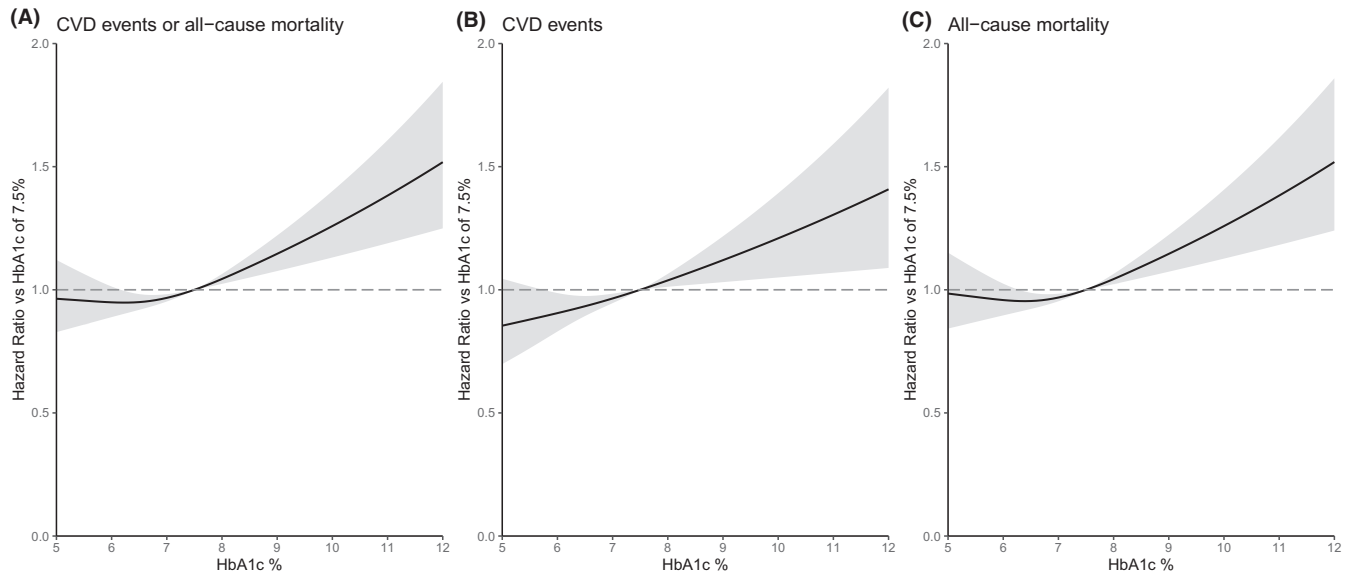 (A) CVD events or all−cause mortality
Hazard Ratio vs HbA1c of 7.5%
2.0
1.5
1.0
0.5
0.0
5 6 7 8 9 10 11 12
HbA1c %
(B) CVD events
Hazard Ratio vs HbA1c of 7.5%
2.0
1.5
1.0
0.5
0.0
5 6 7 8 9 10 11 12
HbA1c %
(C) All−cause mortality
Hazard Ratio vs HbA1c of 7.5%
2.0
1.5
1.0
0.5
0.0
5 6 7 8 9 10 11 12
HbA1c %